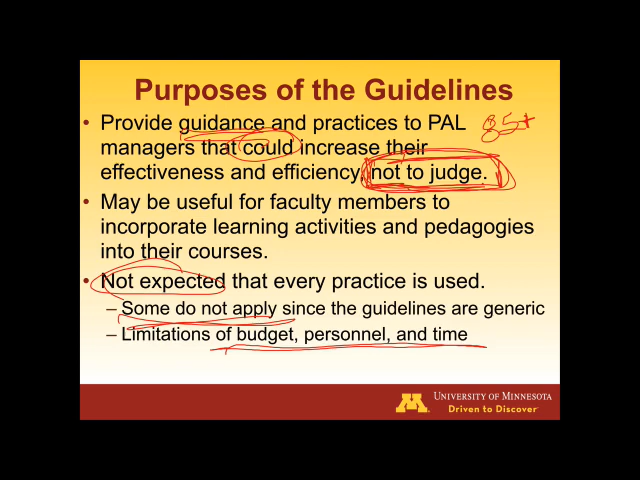 Purposes of the Guidelines
• Provide guidance and practices to PAL 85+
managers that could increase their
effectiveness and efficiency, not to judge.
• May be useful for faculty members to
incorporate learning activities and pedagogies
into their courses.
• Not expected that every practice is used.
– Some do not apply since the guidelines are generic
– Limitations of budget, personnel, and time
M UNIVERSITY OF MINNESOTA
Driven to Discover